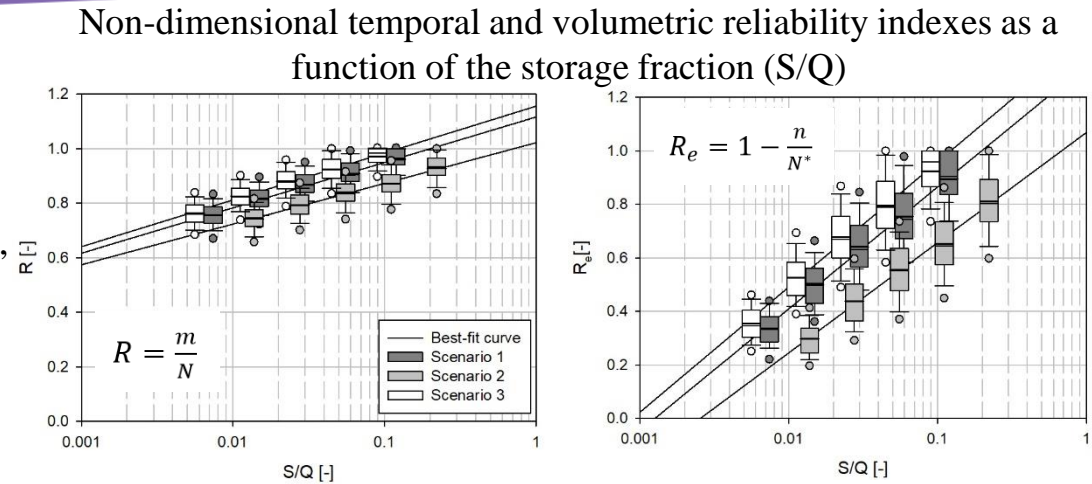 Non-dimensional temporal and volumetric reliability indexes as a
function of the storage fraction (S/Q)
,
1.2
1.0
0.8
0.6
0.4
0.2
0.0
R [-]
R = m/N
Best-fit curve
Scenario 1
Scenario 2
Scenario 3
0.001
0.01
0.1
1
S/Q [-]
1.2
1.0
0.8
0.6
0.4
0.2
0.0
Re[-]
Re = 1 − n/N*
0.001
0.01
0.1
1
S/Q [-]